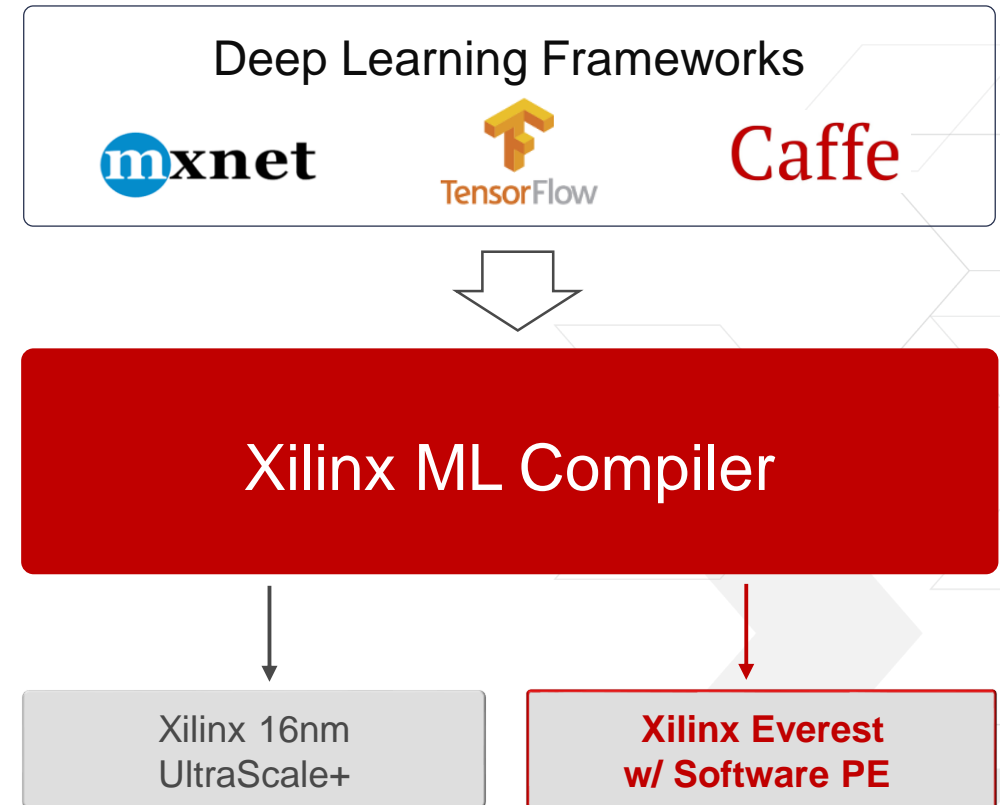 Deep Learning Frameworks
mxnet
TensorFlow
Caffe
Xilinx ML Compiler
Xilinx 16nm
UltraScale+
Xilinx Everest
w/ Software PE